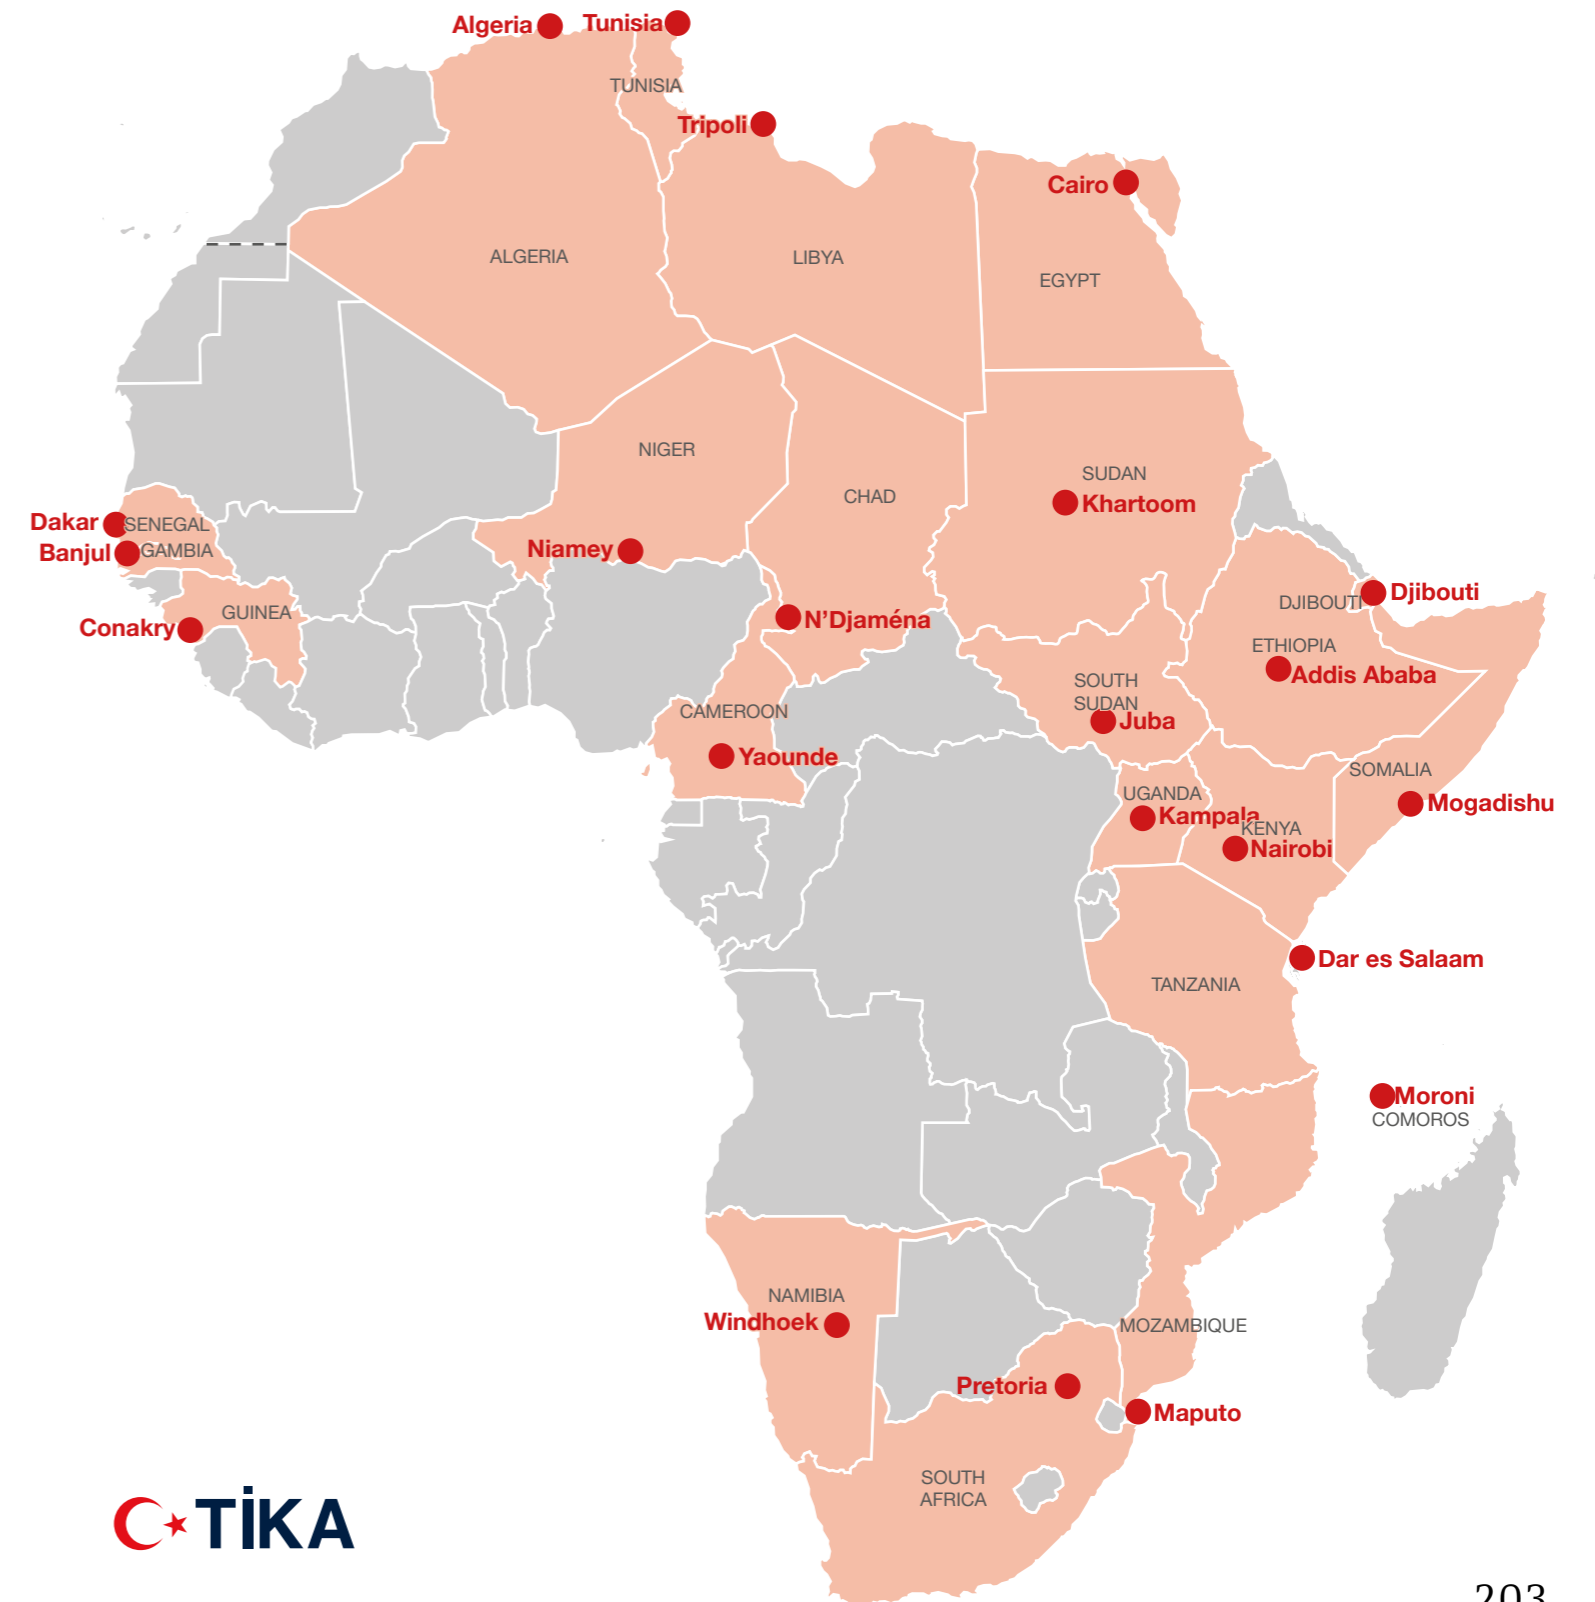 Algeria
Tunisia
TUNISIA
Tripoli
Cairo
ALGERIA
LIBYA
EGYPT
NIGER
CHAD
SUDAN
Khartoom
Dakar
SENEGAL
Banjul
GAMBIA
Niamey
DJIBOUTI
Djibouti
GUINEA
Conakry
N'Djaména
ETHIOPIA
Addis Ababa
SOUTH
SUDAN
Juba
CAMEROON
Yaounde
SOMALIA
Mogadishu
UGANDA
Kampala
KENYA
Nairobi
Dar es Salaam
TANZANIA
Moroni
COMOROS
NAMIBIA
Windhoek
MOZAMBIQUE
Pretoria
Maputo
SOUTH
AFRICA
TİKA
203